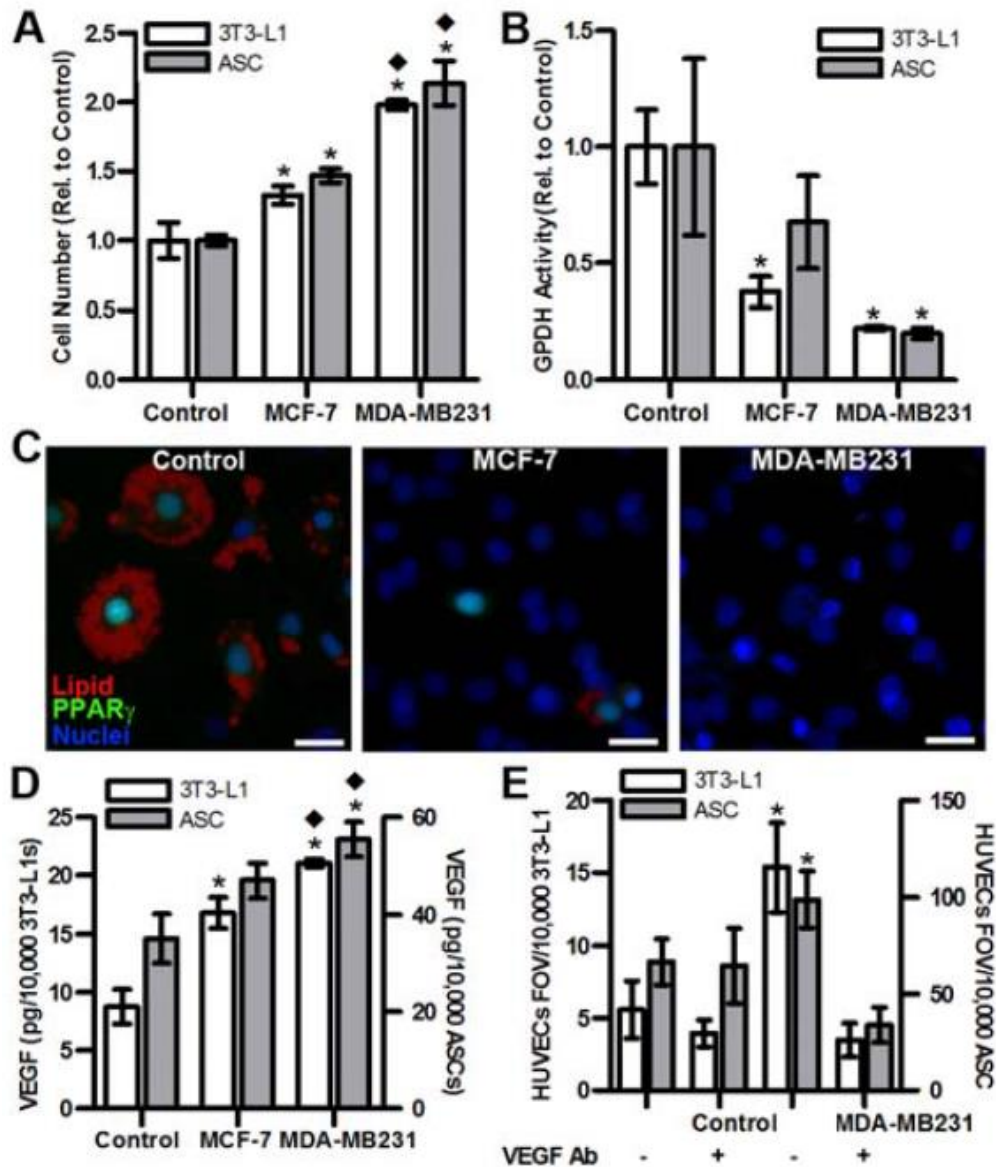 A
3T3-L1
ASC
Cell Number (Rel. to Control)
2.5
2.0
1.5
1.0
0.5
0.0
Control MCF-7 MDA-MB231
B
3T3-L1
ASC
GPDH Activity (Rel. to Control)
1.5
1.0
0.5
0.0
Control MCF-7 MDA-MB231
C
Control
Lipid
PPARγ
Nuclei
MCF-7
MDA-MB231
D
3T3-L1
ASC
VEGF (pg/10,000 3T3-L1s)
25
20
15
10
5
0
VEGF (pg/10,000 ASCs)
60
40
20
0
Control MCF-7 MDA-MB231
E
3T3-L1
ASC
HUVECs FOV/10,000 3T3-L1
20
15
10
5
0
HUVECs FOV/10,000 ASC
150
100
50
0
Control MDA-MB231
VEGF Ab - + - +